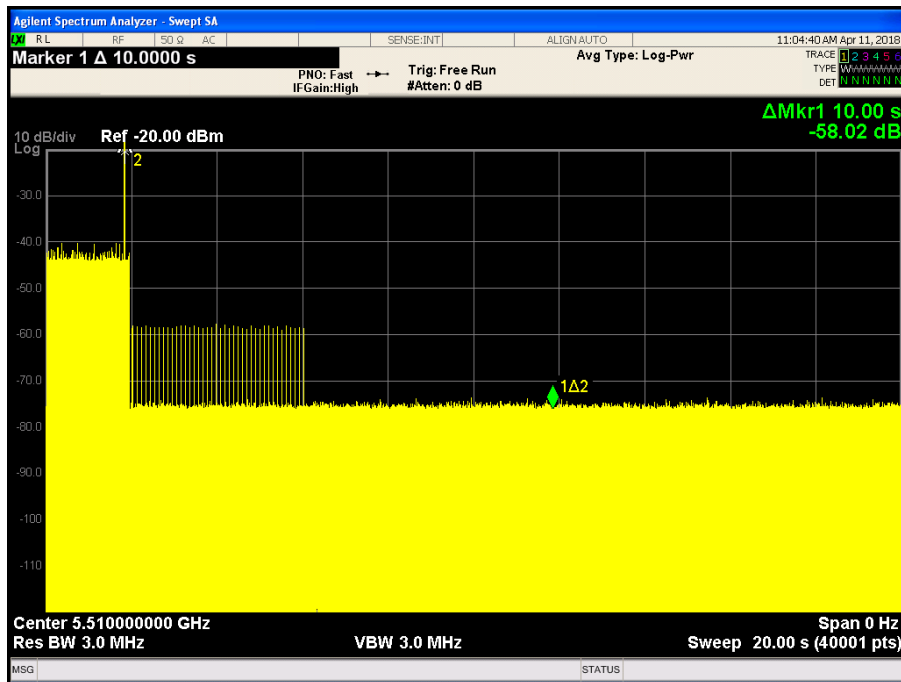 Agilent Spectrum Analyzer - Swept SA
LXI RL RF 50 Ω AC SENSE:INT ALIGN AUTO 11:04:40 AM Apr 11, 2018
Marker 1 Δ 10.0000 s
PNO: Fast
IFGain:High
Trig: Free Run
#Atten: 0 dB
Avg Type: Log-Pwr
TRACE 1 2 3 4 5 6
TYPE WWWWWW
DET N N N N N N
ΔMkr1 10.00 s
-58.02 dB
10 dB/div Ref -20.00 dBm
Log
2
-30.0
-40.0
-50.0
-60.0
-70.0
1Δ2
-80.0
-90.0
-100
-110
Center 5.510000000 GHz Span 0 Hz
Res BW 3.0 MHz VBW 3.0 MHz Sweep 20.00 s (40001 pts)
MSG STATUS